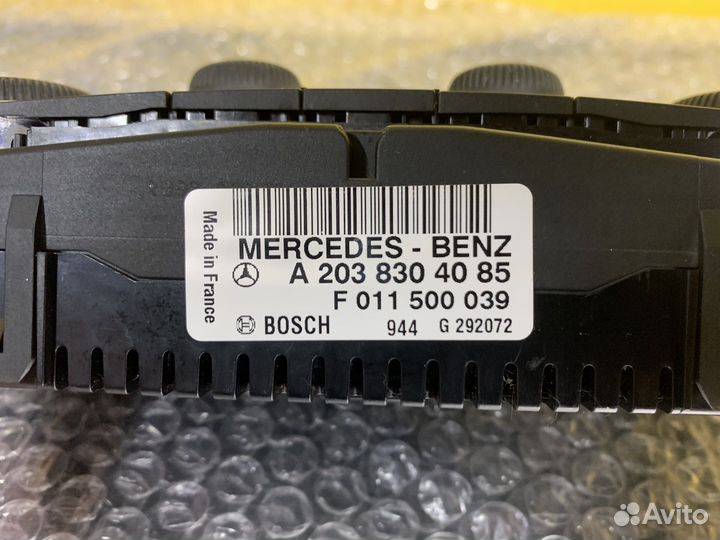 Made in France
MERCEDES - BENZ
A 203 830 40 85
F 011 500 039
BOSCH 944 G 292072
Avito